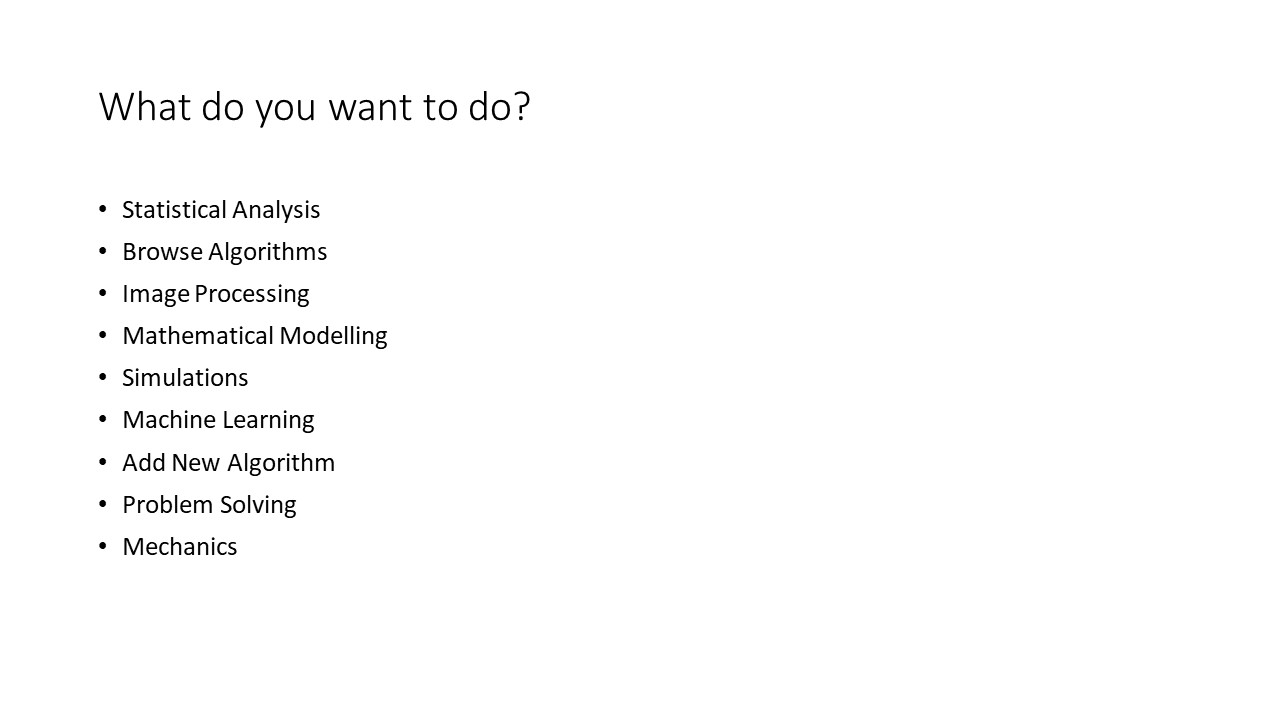 What do you want to do?
• Statistical Analysis
• Browse Algorithms
• Image Processing
• Mathematical Modelling
• Simulations
• Machine Learning
• Add New Algorithm
• Problem Solving
• Mechanics